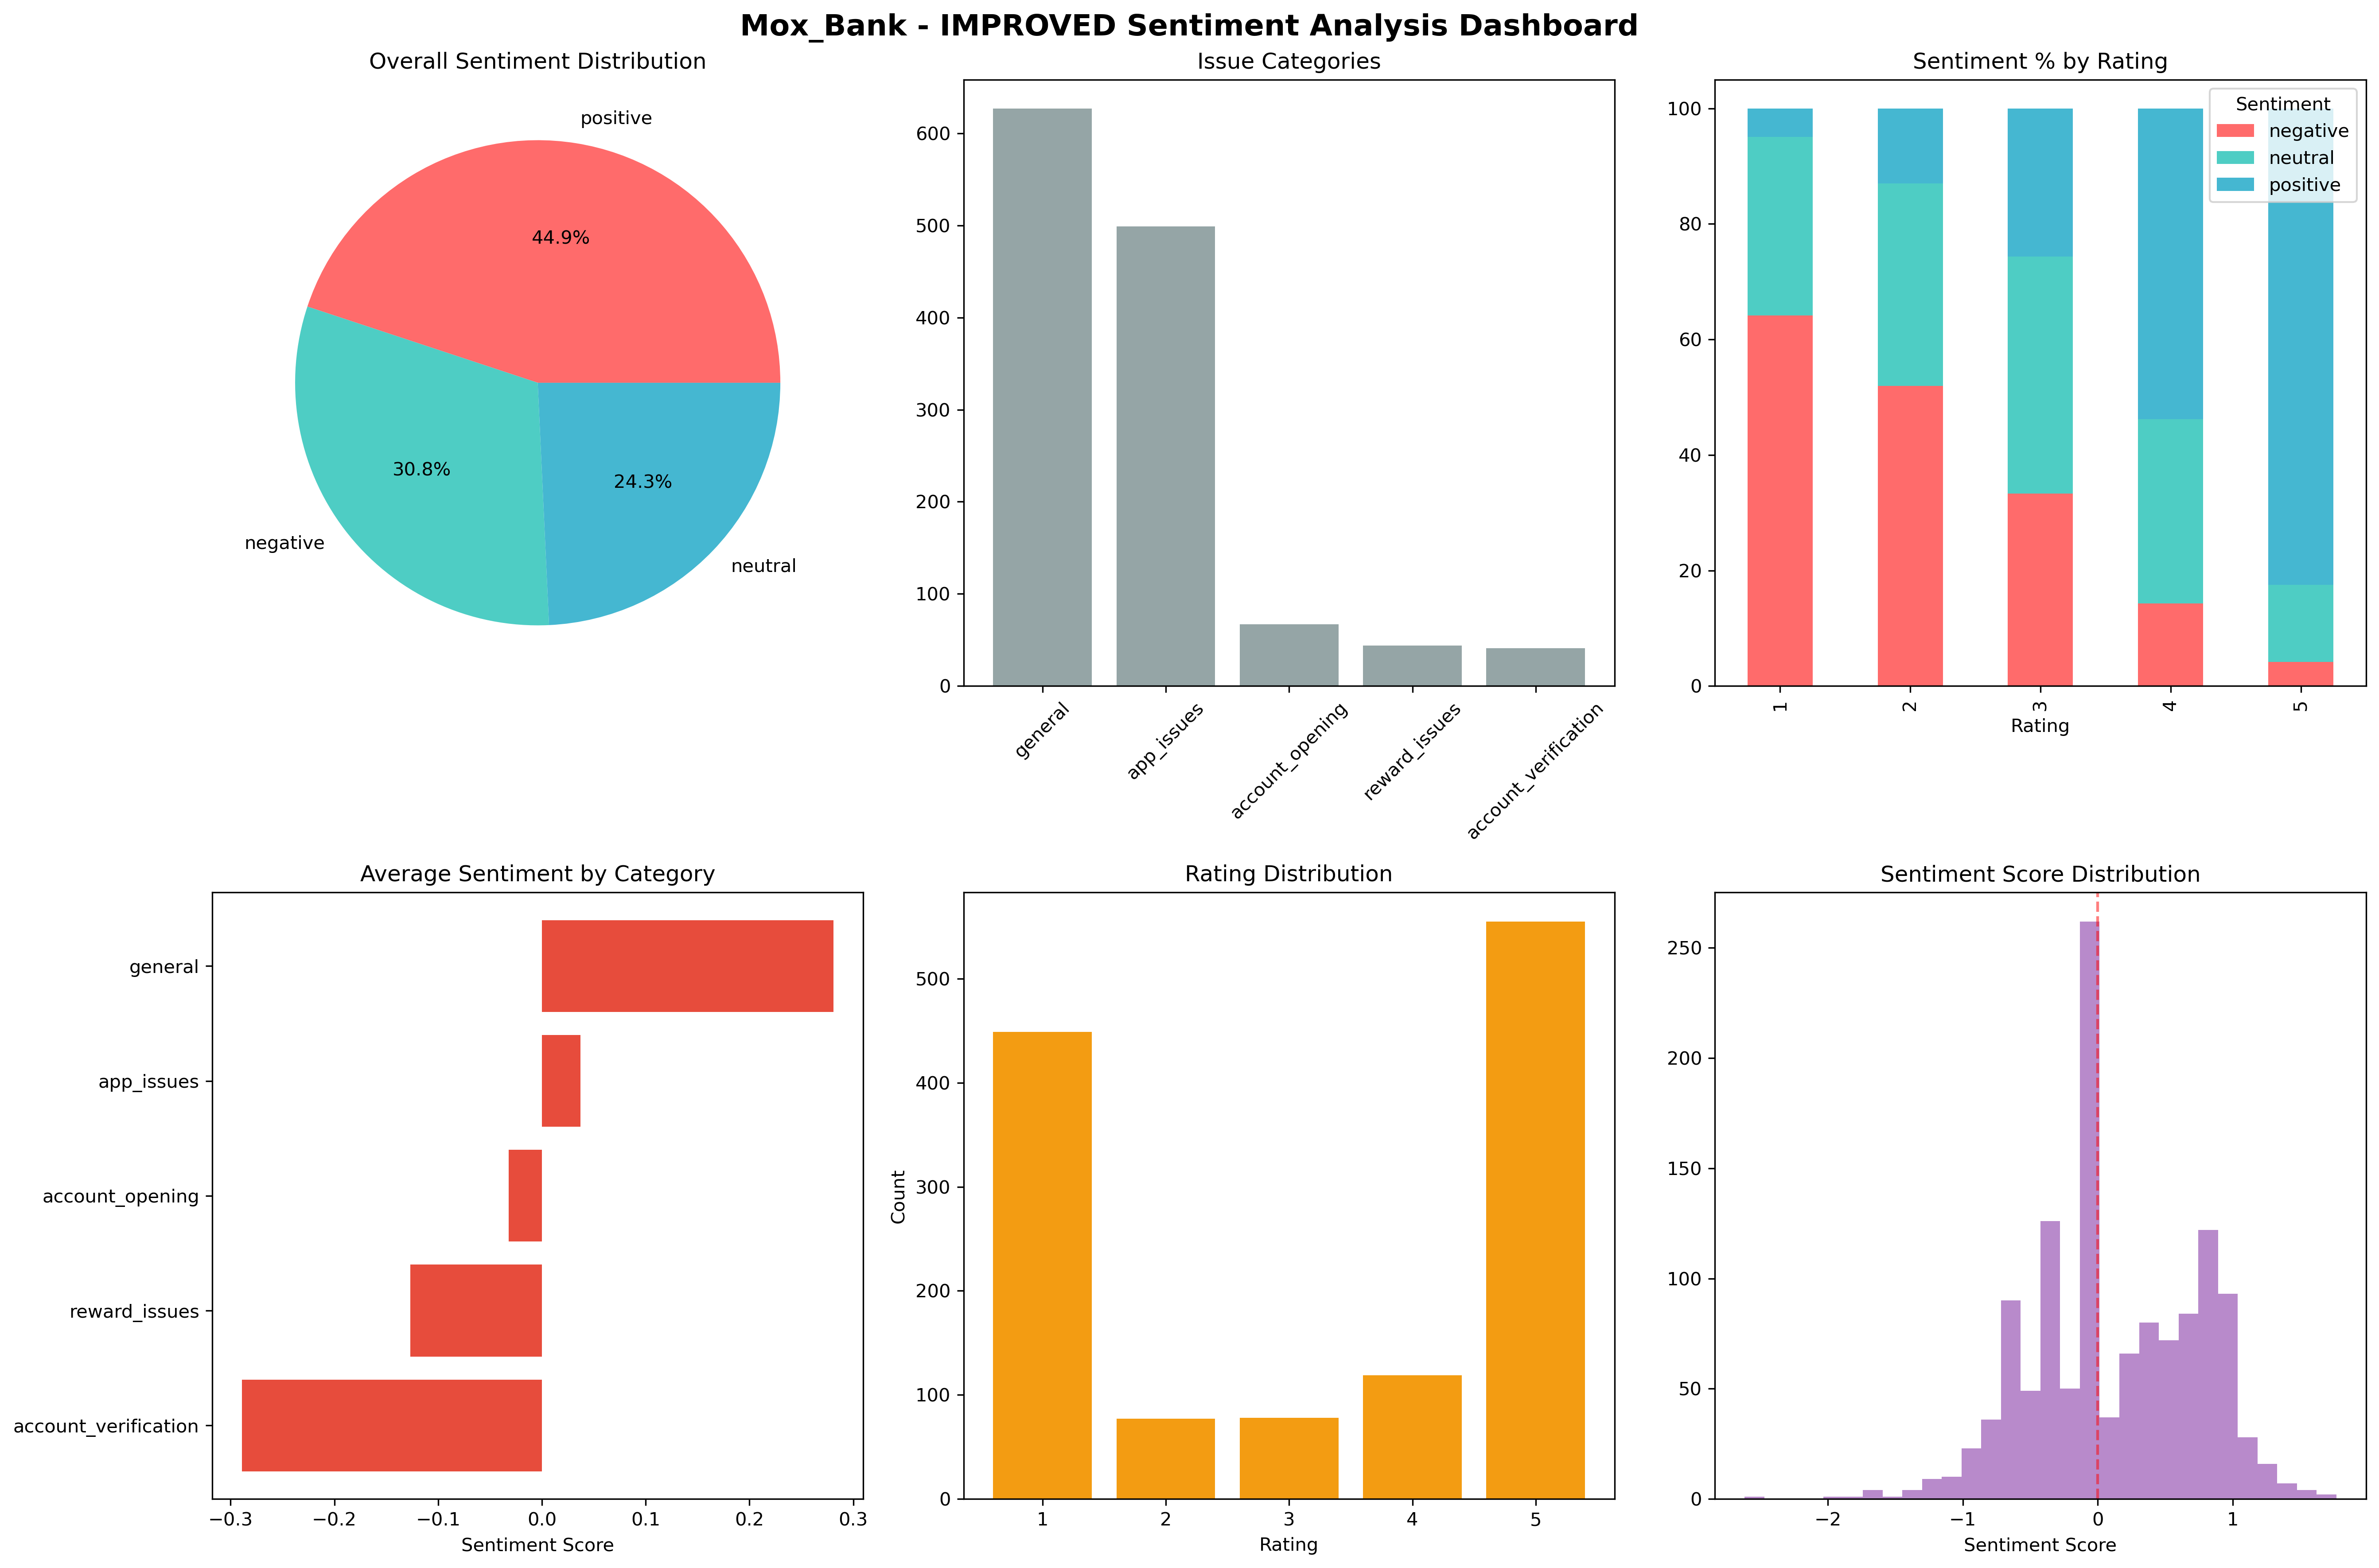 Mox_Bank - IMPROVED Sentiment Analysis Dashboard
Overall Sentiment Distribution
positive
44.9%
30.8%
24.3%
negative
neutral
Issue Categories
600
500
400
300
200
100
0
general
app_issues
account_opening
reward_issues
account_verification
Sentiment % by Rating
Sentiment
negative
neutral
positive
100
80
60
40
20
0
1
2
3
4
5
Rating
Average Sentiment by Category
general
app_issues
account_opening
reward_issues
account_verification
−0.3
−0.2
−0.1
0.0
0.1
0.2
0.3
Sentiment Score
Rating Distribution
Count
500
400
300
200
100
0
1
2
3
4
5
Rating
Sentiment Score Distribution
250
200
150
100
50
0
−2
−1
0
1
Sentiment Score